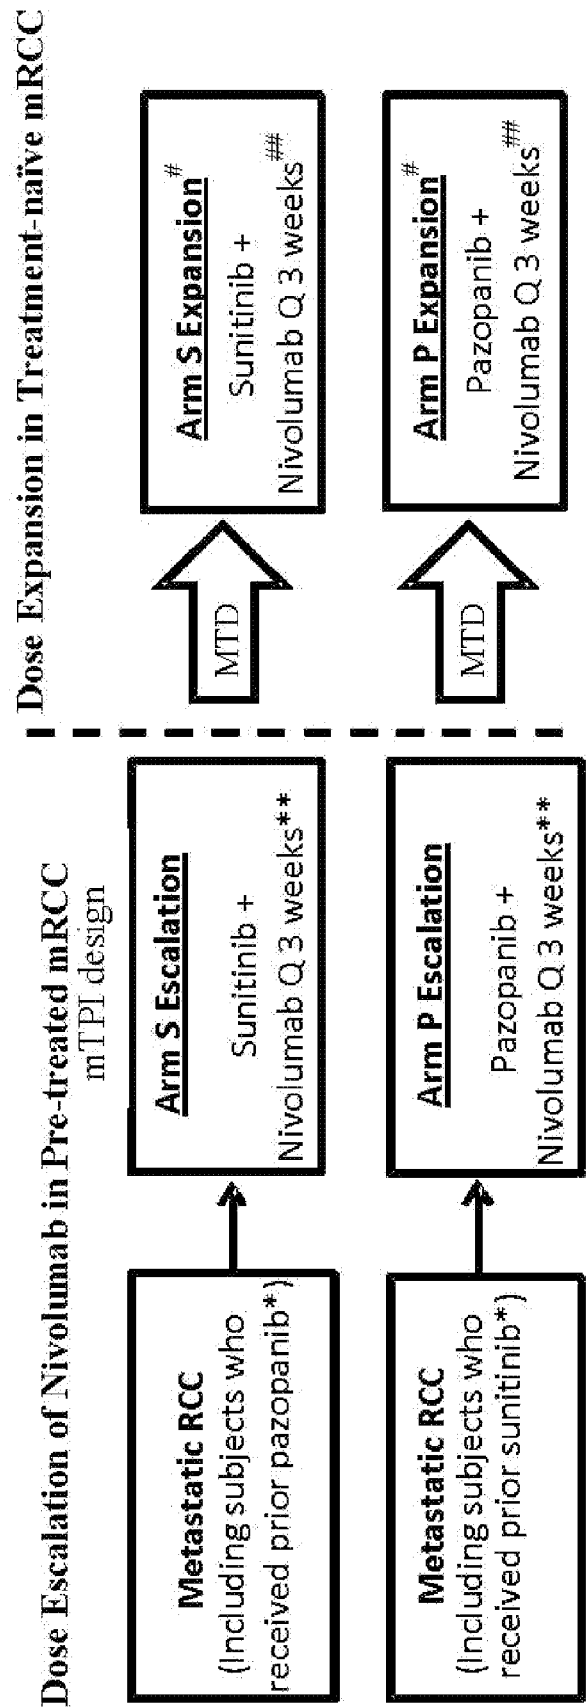 Dose Escalation of Nivolumab in Pre-treated mRCC
mTPI design
Metastatic RCC
(Including subjects who
received prior pazopanib*)
Arm S Escalation
Sunitinib +
Nivolumab Q 3 weeks**
Metastatic RCC
(Including subjects who
received prior sunitinib*)
Arm P Escalation
Pazopanib +
Nivolumab Q 3 weeks**
Dose Expansion in Treatment-naïve mRCC
MTD
Arm S Expansion#
Sunitinib +
Nivolumab Q 3 weeks##
MTD
Arm P Expansion#
Pazopanib +
Nivolumab Q 3 weeks##